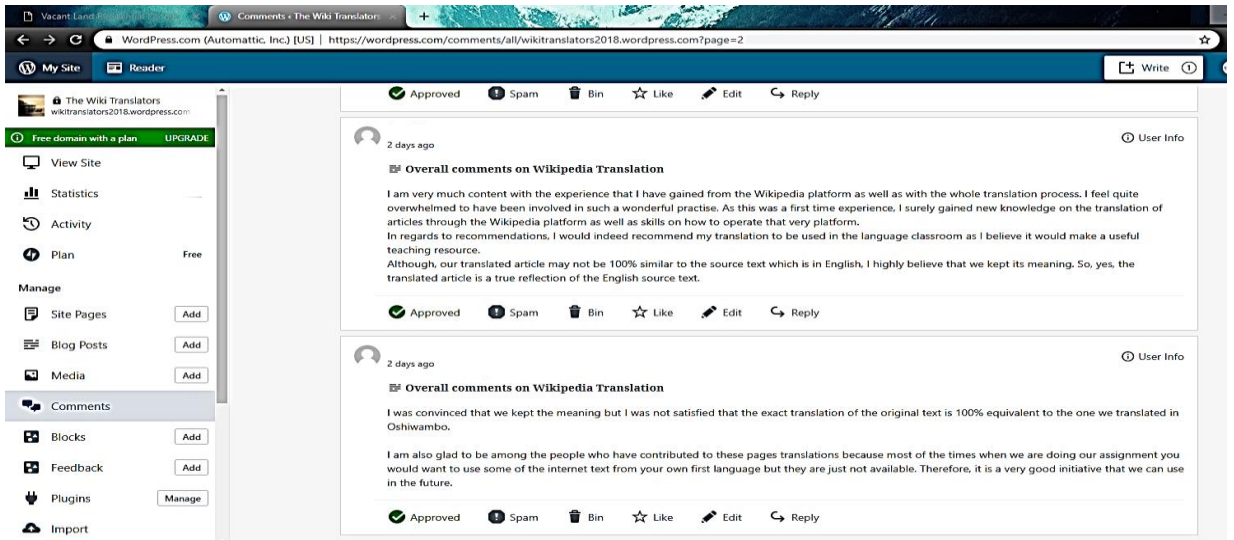 Vacant Land
Comments ‹ The Wiki Translators
WordPress.com (Automattic, Inc.) [US] | https://wordpress.com/comments/all/wikitranslators2018.wordpress.com?page=2
My Site Reader Write 1
The Wiki Translators
wikitranslators2018.wordpress.com
Free domain with a plan UPGRADE
View Site
Statistics
Activity
Plan Free
Manage
Site Pages Add
Blog Posts Add
Media Add
Comments
Blocks Add
Feedback Add
Plugins Manage
Import
Approved Spam Bin Like Edit Reply
2 days ago User Info
Overall comments on Wikipedia Translation
I am very much content with the experience that I have gained from the Wikipedia platform as well as with the whole translation process. I feel quite
overwhelmed to have been involved in such a wonderful practise. As this was a first time experience, I surely gained new knowledge on the translation of
articles through the Wikipedia platform as well as skills on how to operate that very platform.
In regards to recommendations, I would indeed recommend my translation to be used in the language classroom as I believe it would make a useful
teaching resource.
Although, our translated article may not be 100% similar to the source text which is in English, I highly believe that we kept its meaning. So, yes, the
translated article is a true reflection of the English source text.
Approved Spam Bin Like Edit Reply
2 days ago User Info
Overall comments on Wikipedia Translation
I was convinced that we kept the meaning but I was not satisfied that the exact translation of the original text is 100% equivalent to the one we translated in
Oshiwambo.
I am also glad to be among the people who have contributed to these pages translations because most of the times when we are doing our assignment you
would want to use some of the internet text from your own first language but they are just not available. Therefore, it is a very good initiative that we can use
in the future.
Approved Spam Bin Like Edit Reply